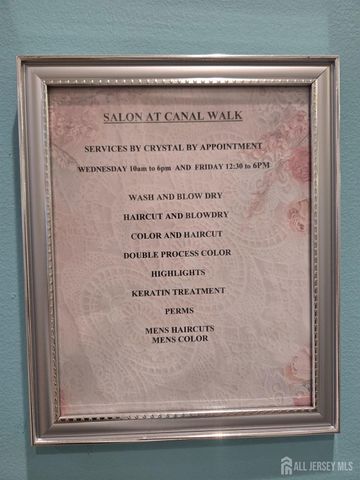 SALON AT CANAL WALK
SERVICES BY CRYSTAL BY APPOINTMENT
WEDNESDAY 10am to 6pm AND FRIDAY 12:30 to 6PM
WASH AND BLOW DRY
HAIRCUT AND BLOWDRY
COLOR AND HAIRCUT
DOUBLE PROCESS COLOR
HIGHLIGHTS
KERATIN TREATMENT
PERMS
MENS HAIRCUTS
MENS COLOR
ALL JERSEY MLS